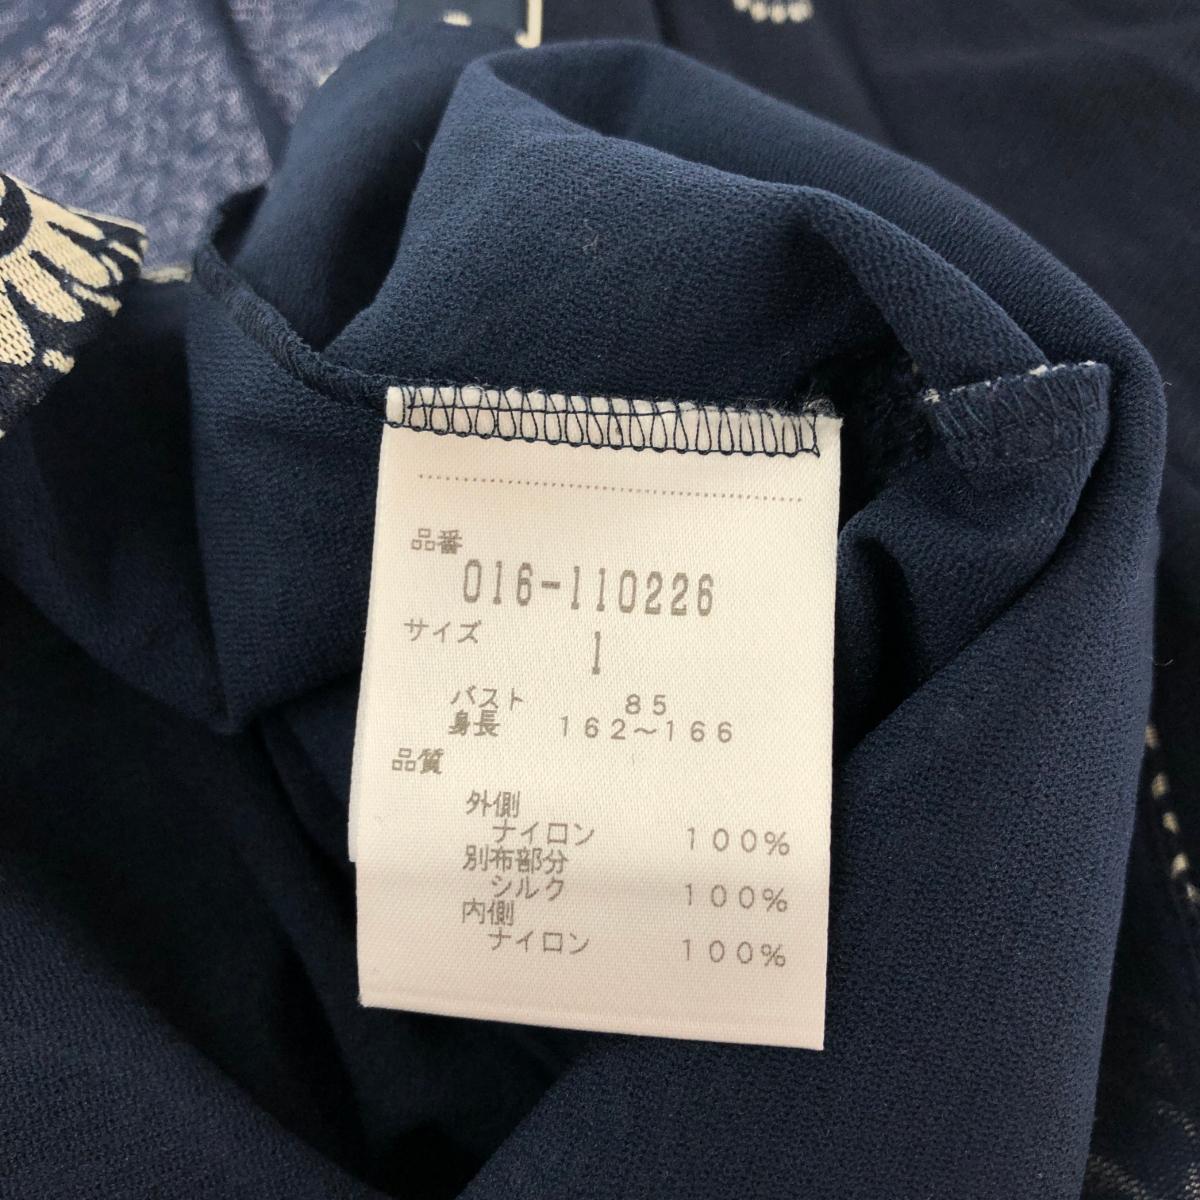 品番
016-110226
サイズ
1
バスト 85
身長 162～166
品質
外側
ナイロン 100%
別布部分
シルク 100%
内側
ナイロン 100%